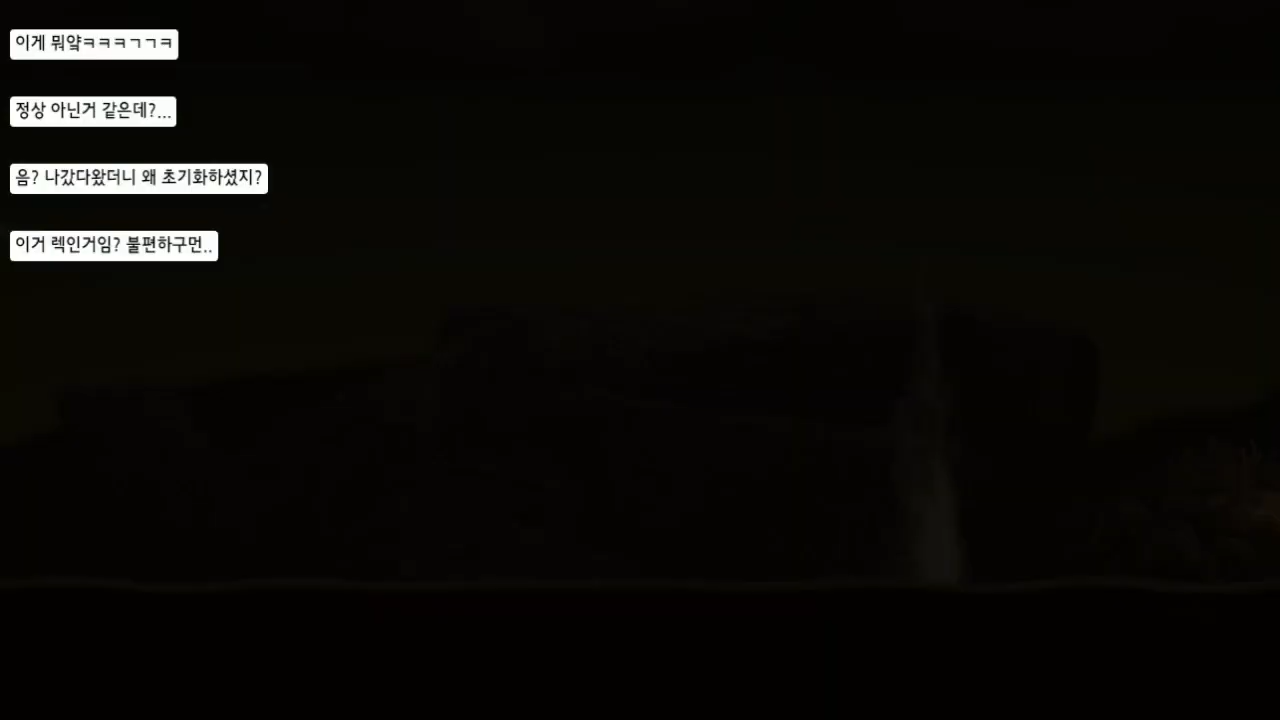 이게 뭐얔ㅋㅋㅋㄱㄱㅋ
정상 아닌거 같은데?...
음? 나갔다왔더니 왜 초기화하셨지?
이거 렉인거임? 불편하구먼..